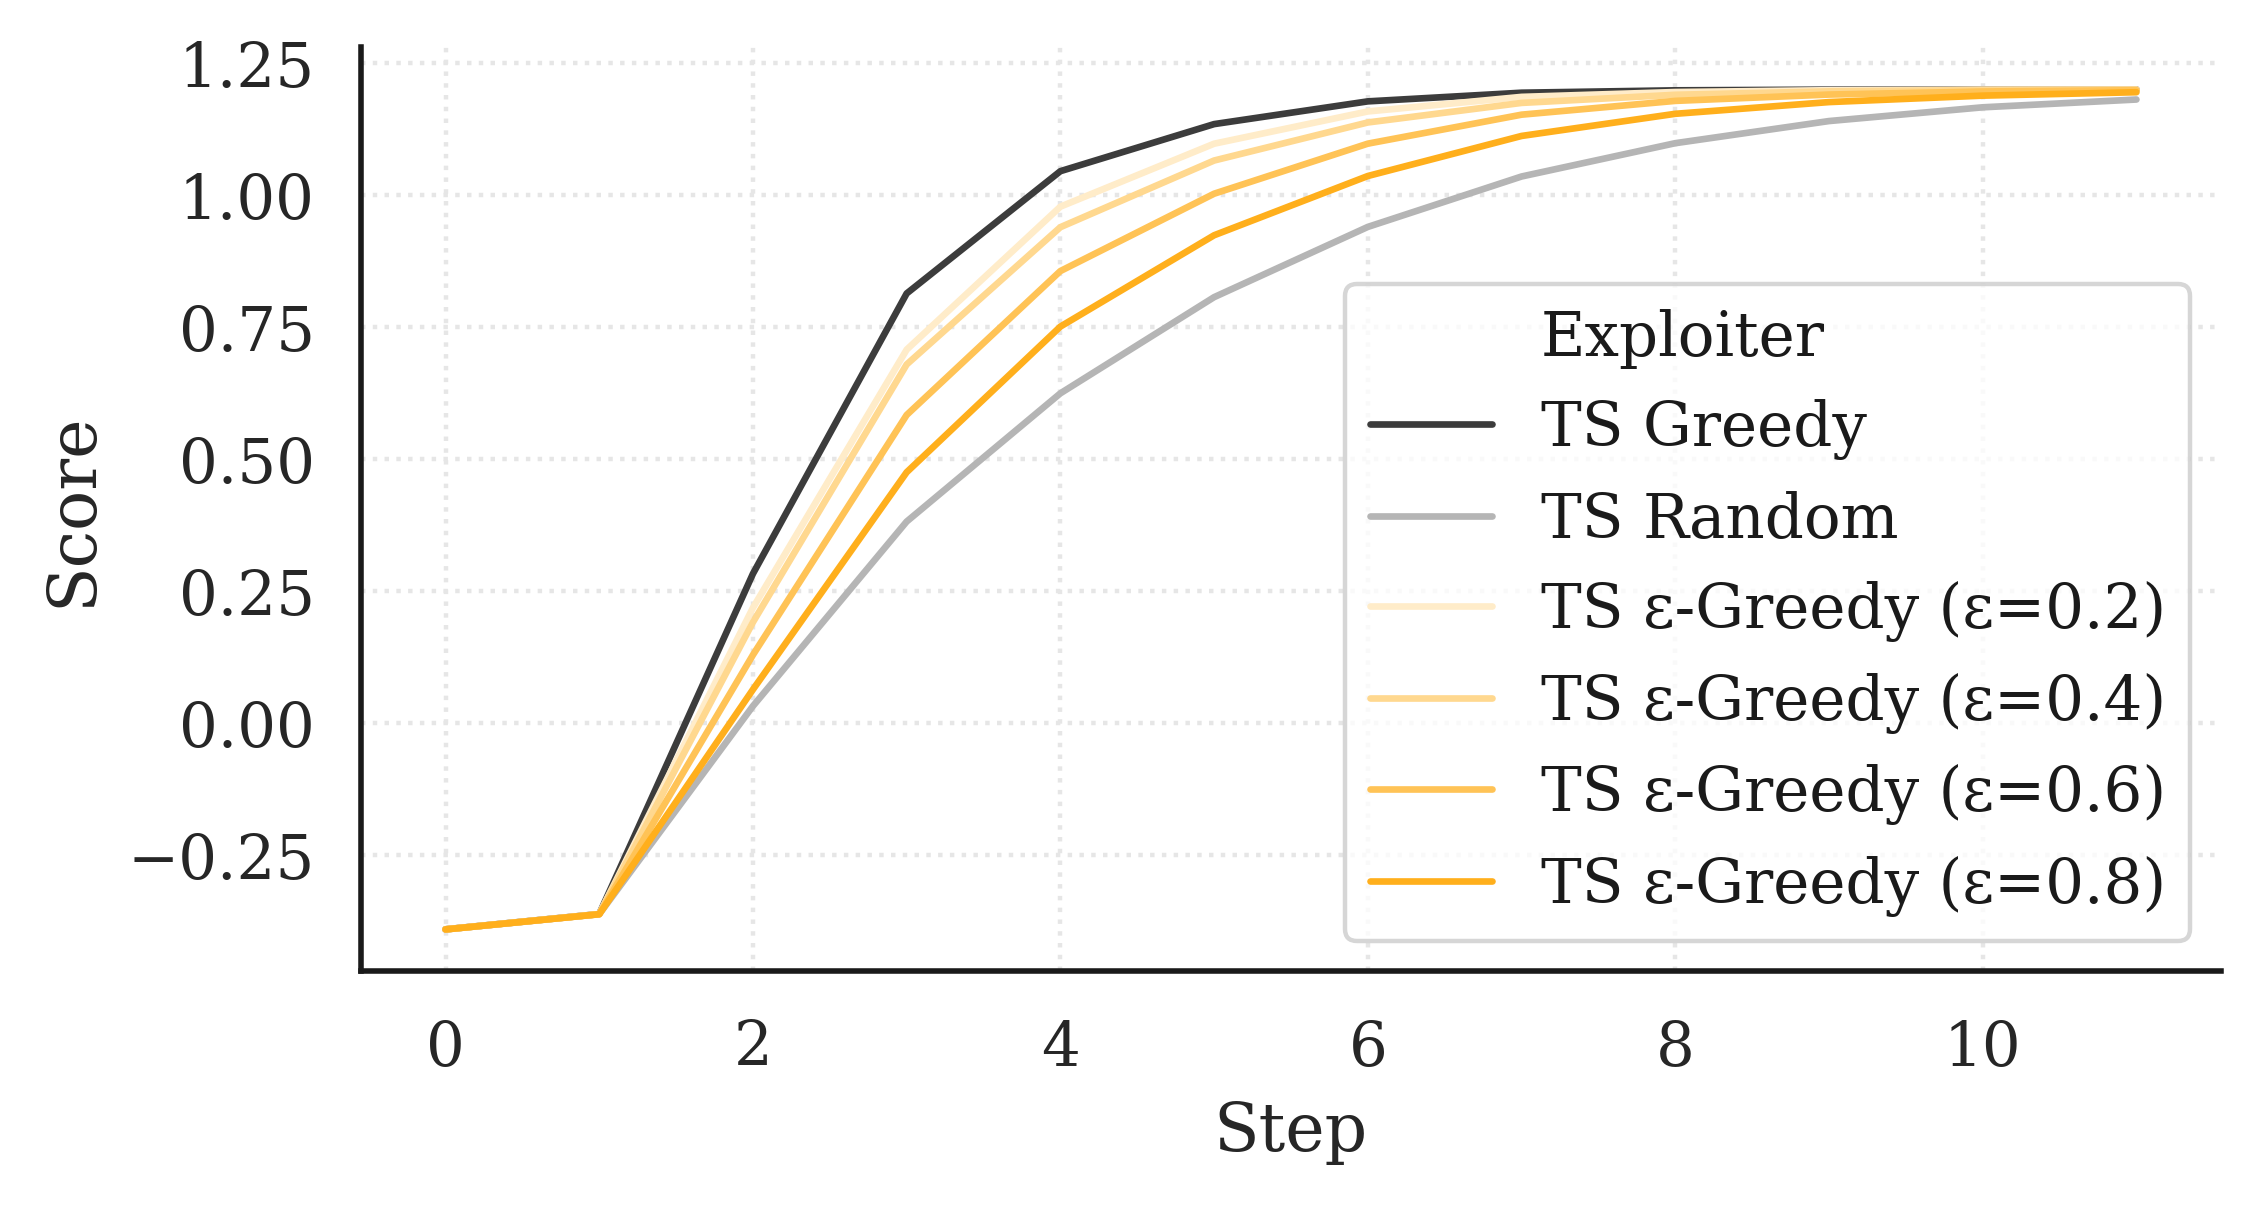 1.25
1.00
0.75
0.50
0.25
0.00
−0.25
Score
0 2 4 6 8 10
Step
Exploiter
TS Greedy
TS Random
TS ε-Greedy (ε=0.2)
TS ε-Greedy (ε=0.4)
TS ε-Greedy (ε=0.6)
TS ε-Greedy (ε=0.8)